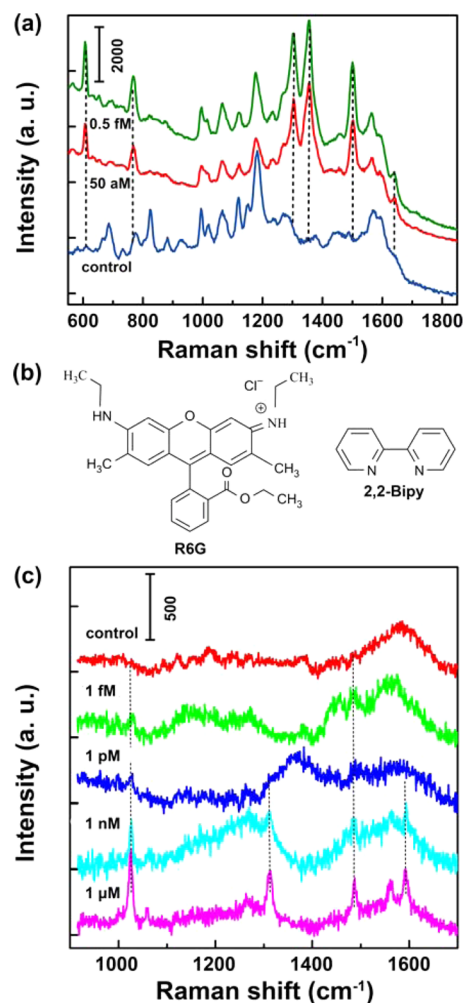 (a)
2000
0.5 fM
50 aM
control
Intensity (a. u.)
600 800 1000 1200 1400 1600 1800
Raman shift (cm⁻¹)
(b)
H₃C
CH₃
Cl⁻
HN
O
⊕
NH
H₃C
CH₃
O
O
CH₃
R6G
N N
2,2-Bipy
(c)
500
control
1 fM
1 pM
1 nM
1 μM
Intensity (a. u.)
1000 1200 1400 1600
Raman shift (cm⁻¹)